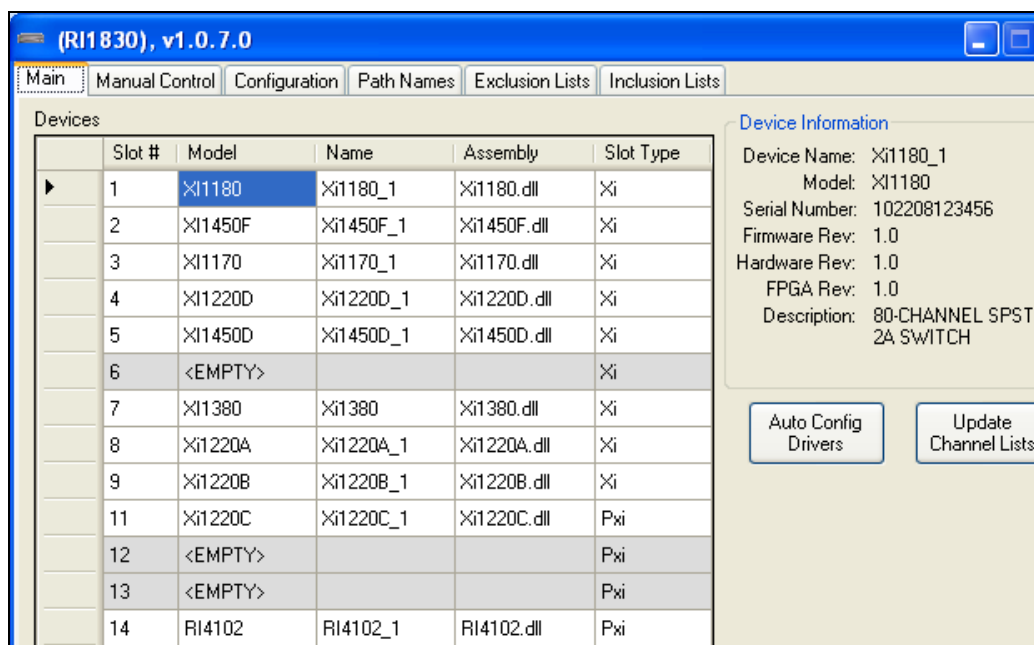 (RI1830), v1.0.7.0
Main Manual Control Configuration Path Names Exclusion Lists Inclusion Lists
Devices
Slot # Model Name Assembly Slot Type
1 XI1180 Xi1180_1 Xi1180.dll Xi
2 XI1450F Xi1450F_1 Xi1450F.dll Xi
3 XI1170 Xi1170_1 Xi1170.dll Xi
4 XI1220D Xi1220D_1 Xi1220D.dll Xi
5 XI1450D Xi1450D_1 Xi1450D.dll Xi
6 <EMPTY> Xi
7 XI1380 Xi1380 Xi1380.dll Xi
8 Xi1220A Xi1220A_1 Xi1220A.dll Xi
9 Xi1220B Xi1220B_1 Xi1220B.dll Xi
11 Xi1220C Xi1220C_1 Xi1220C.dll Pxi
12 <EMPTY> Pxi
13 <EMPTY> Pxi
14 RI4102 RI4102_1 RI4102.dll Pxi
Device Information
Device Name: Xi1180_1
Model: XI1180
Serial Number: 102208123456
Firmware Rev: 1.0
Hardware Rev: 1.0
FPGA Rev: 1.0
Description: 80-CHANNEL SPST
2A SWITCH
Auto Config
Drivers
Update
Channel Lists